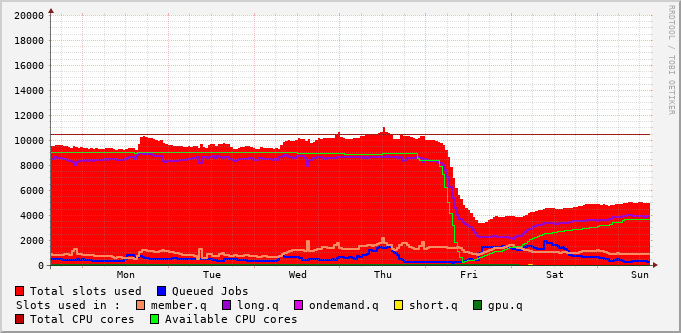 20000
18000
16000
14000
12000
10000
8000
6000
4000
2000
0
Mon Tue Wed Thu Fri Sat Sun
RRDTOOL / TOBI OETIKER
Total slots used Queued Jobs
Slots used in : member.q long.q ondemand.q short.q gpu.q
Total CPU cores Available CPU cores